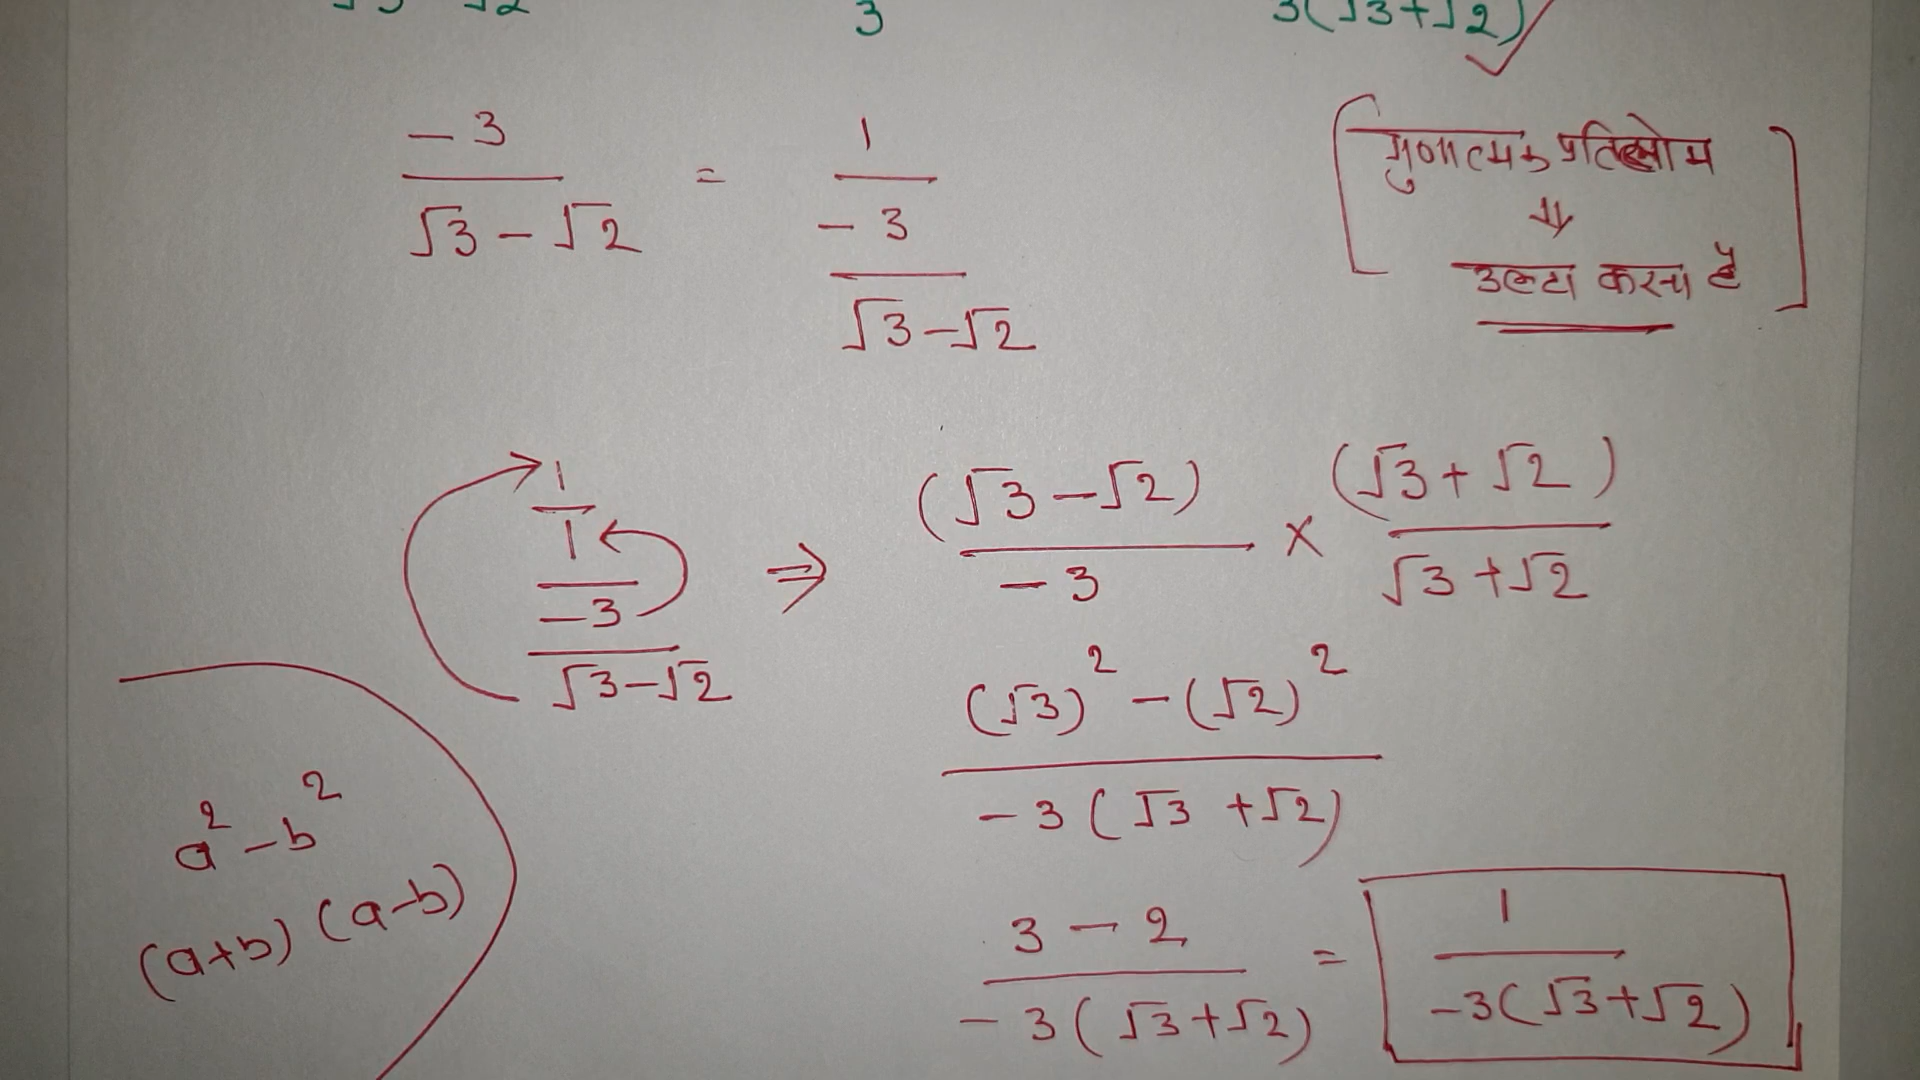 3
3(√3+√2)
-3 / (√3-√2) = 1 / (-3 / (√3-√2))
गुणात्मक प्रतिलोम
⇓
उल्टा करना है
1/1 / (-3 / (√3-√2)) ⇒ (√3-√2) / -3 × (√3+√2) / (√3+√2)
(√3)² - (√2)² / -3(√3+√2)
a² - b²
(a+b) (a-b)
3-2 / -3(√3+√2) = 1 / -3(√3+√2)